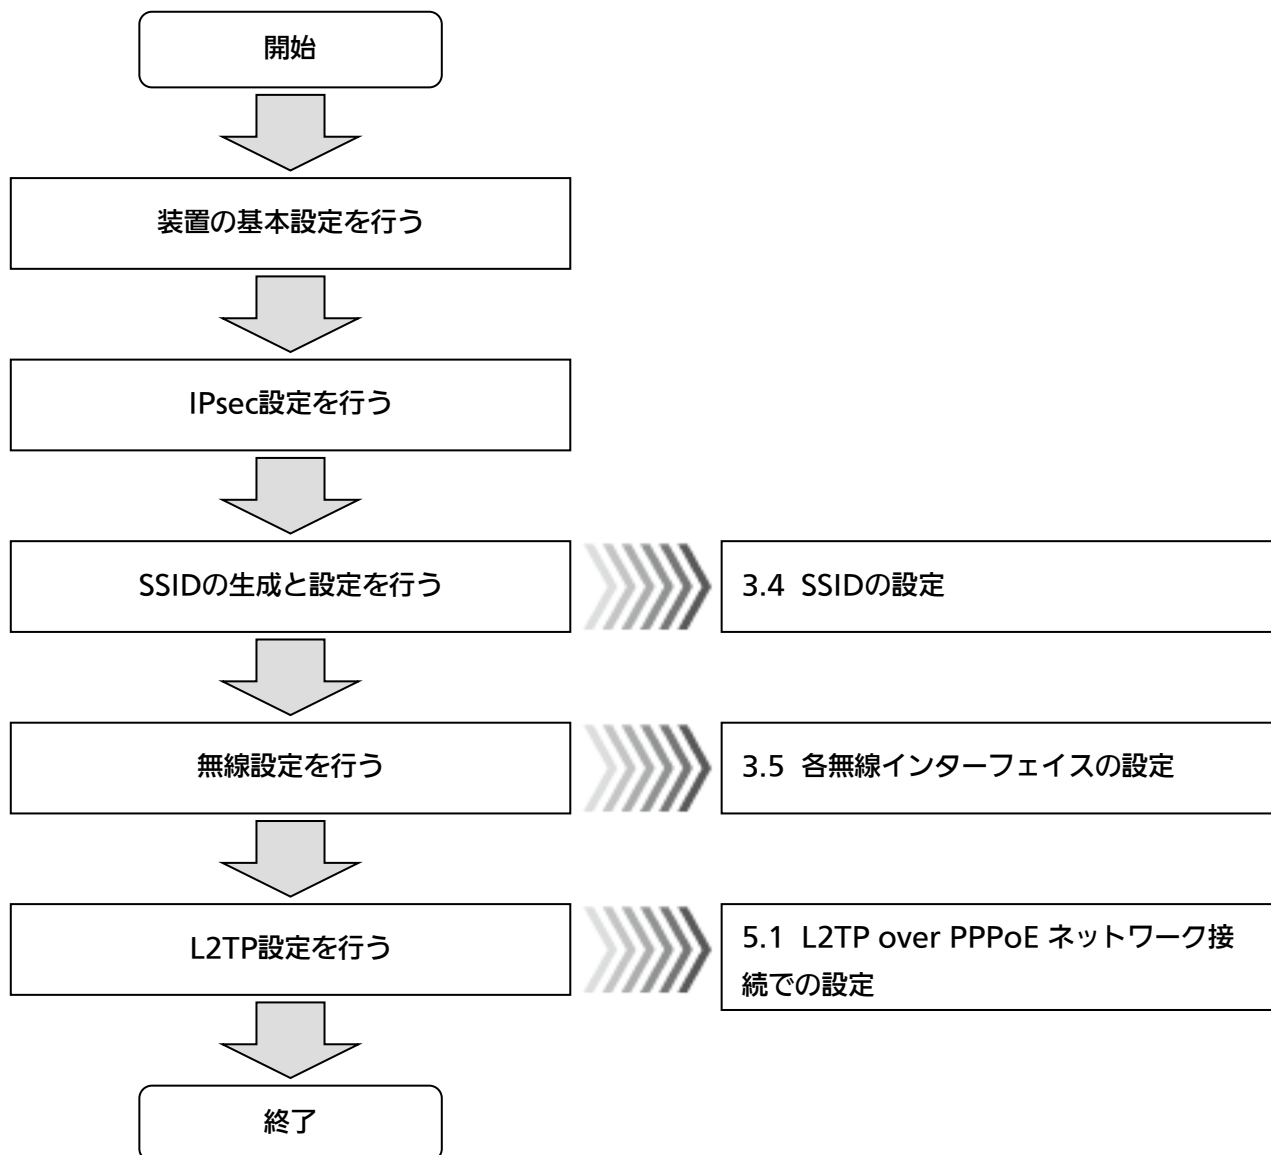 開始
装置の基本設定を行う
IPsec設定を行う
SSIDの生成と設定を行う
3.4 SSIDの設定
無線設定を行う
3.5 各無線インターフェイスの設定
L2TP設定を行う
5.1 L2TP over PPPoE ネットワーク接
続での設定
終了